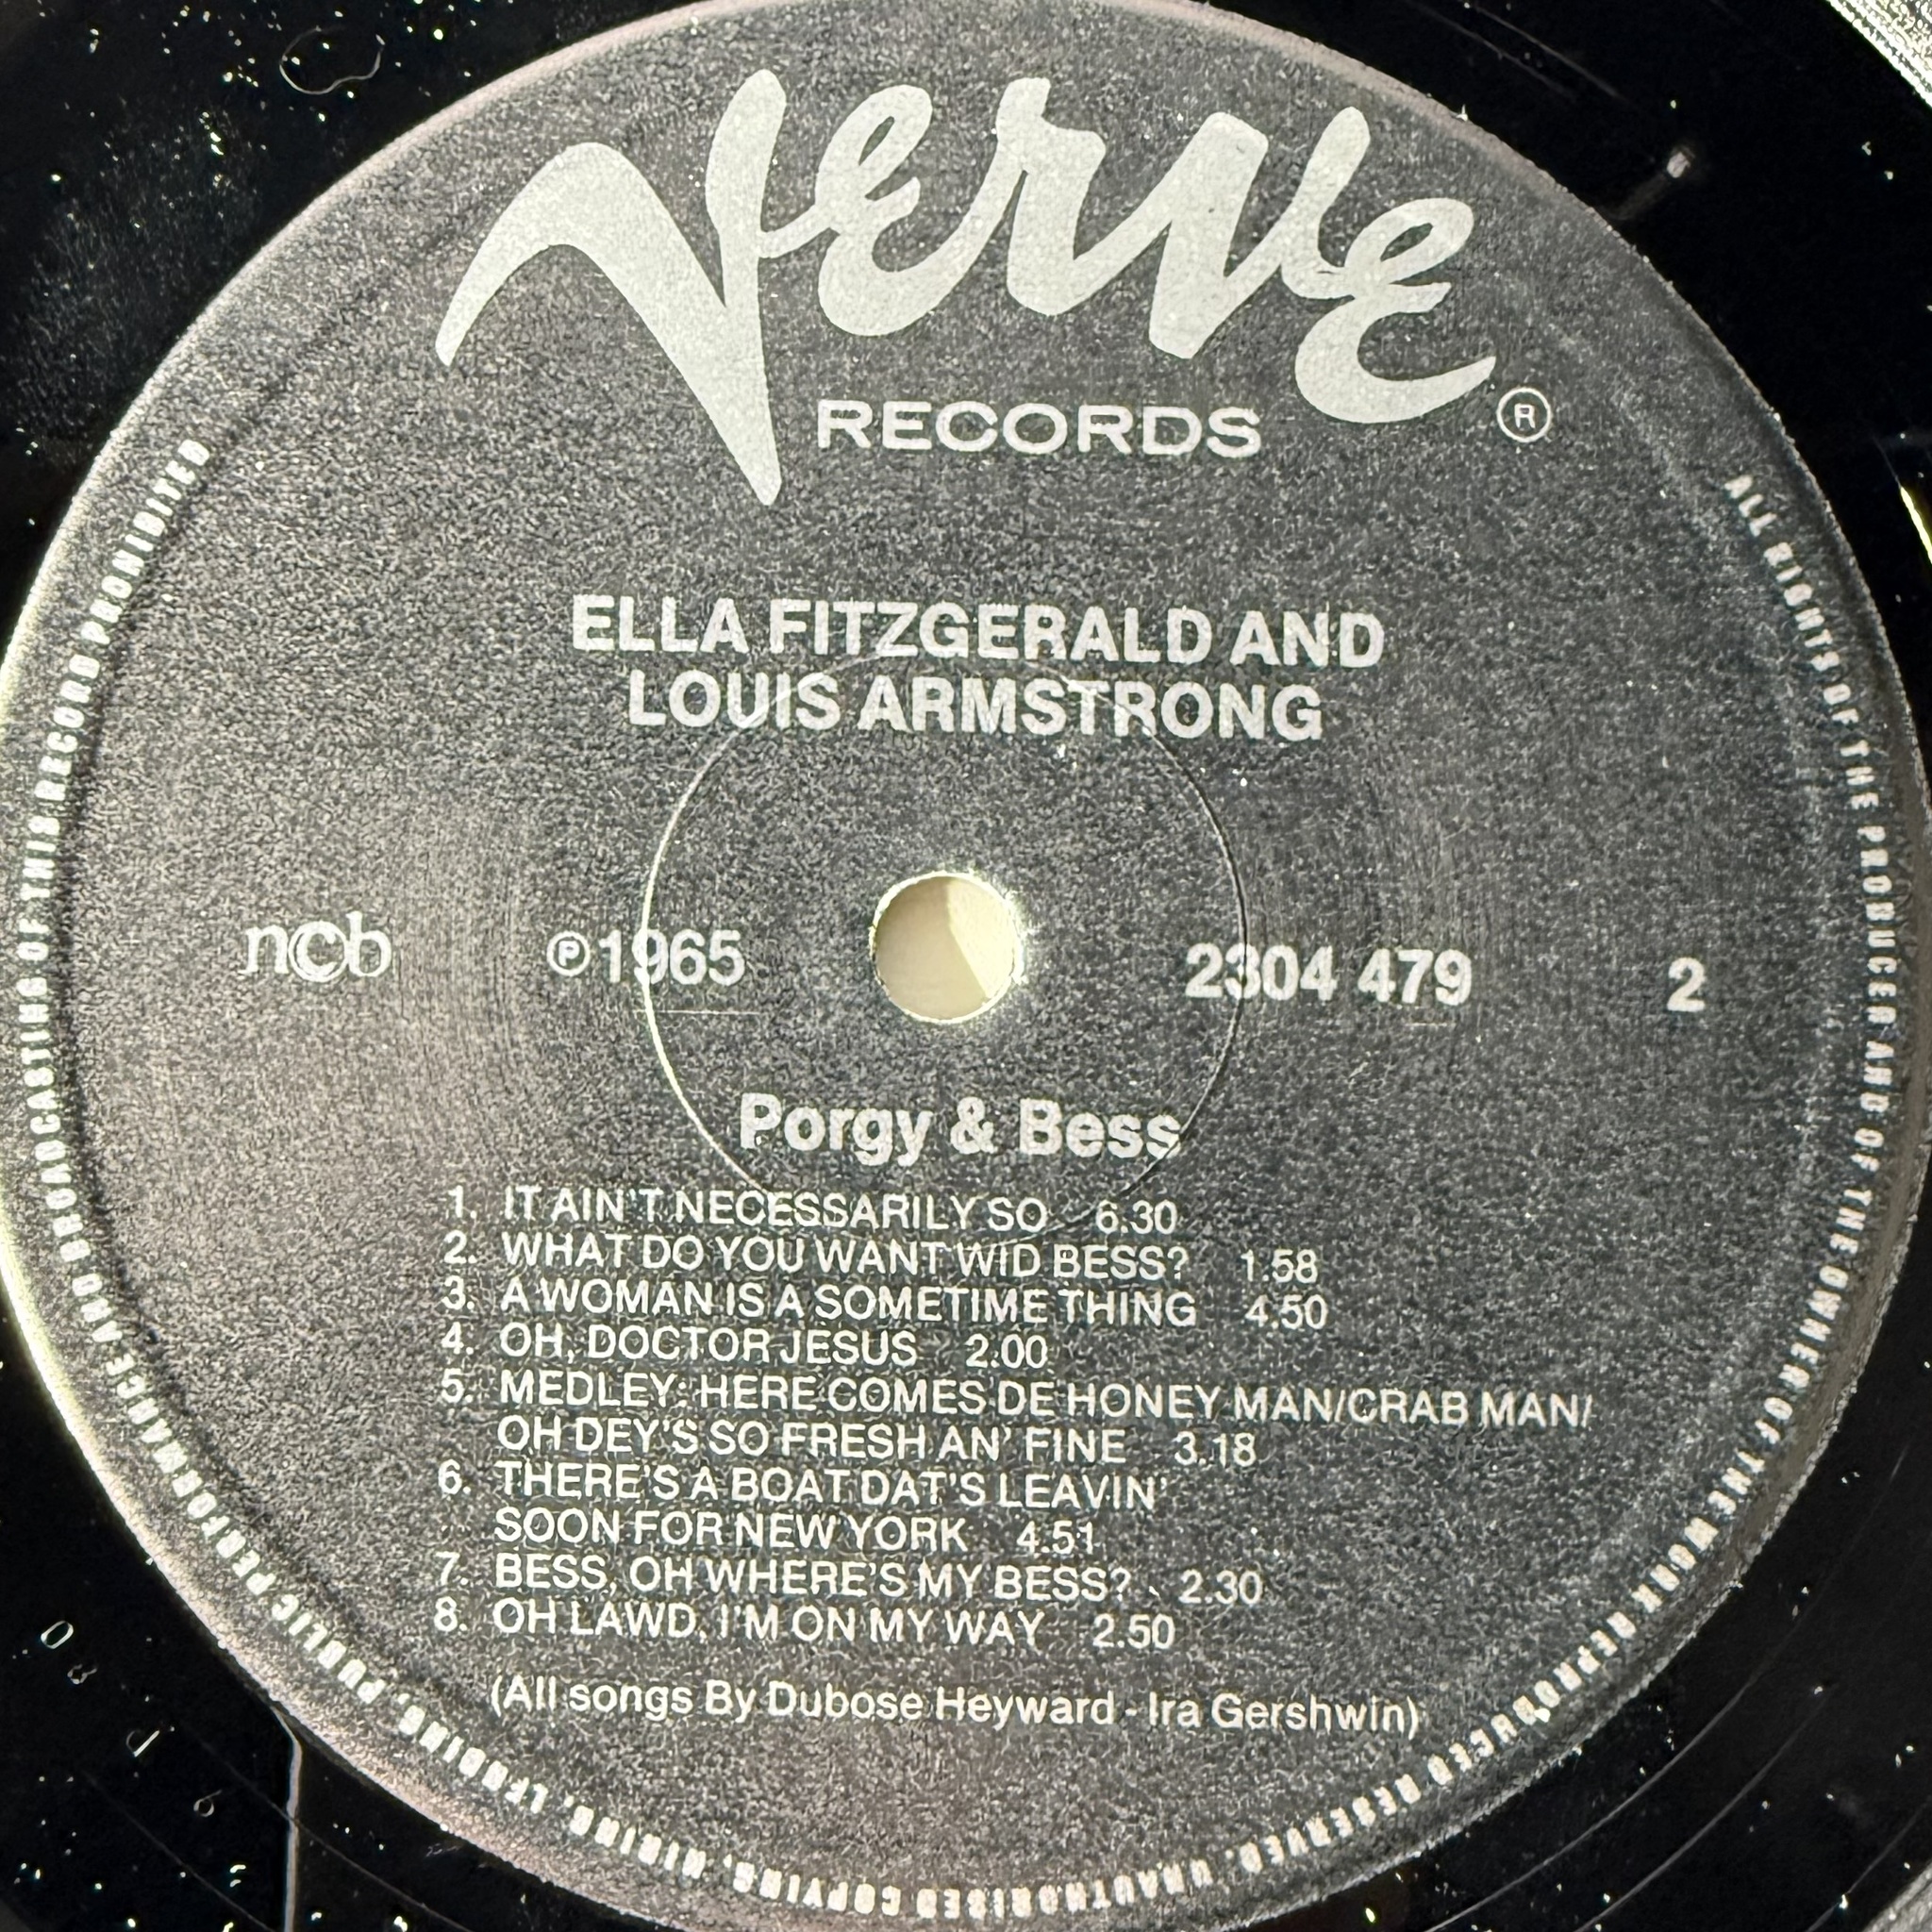 Verve
RECORDS ®
ELLA FITZGERALD AND
LOUIS ARMSTRONG
ncb ℗1965 2304 479 2
Porgy & Bess
1. IT AIN'T NECESSARILY SO 6.30
2. WHAT DO YOU WANT WID BESS? 1.58
3. A WOMAN IS A SOMETIME THING 4.50
4. OH, DOCTOR JESUS 2.00
5. MEDLEY: HERE COMES DE HONEY MAN/CRAB MAN/
OH DEY'S SO FRESH AN' FINE 3.18
6. THERE'S A BOAT DAT'S LEAVIN'
SOON FOR NEW YORK 4.51
7. BESS, OH WHERE'S MY BESS? 2.30
8. OH LAWD, I'M ON MY WAY 2.50
(All songs By Dubose Heyward - Ira Gershwin)
ALL RIGHTS OF THE PRODUCER AND OF THE OWNER OF THE WORK REPRODUCED RESERVED. UNAUTHORISED COPYING, HIRING, LENDING, PUBLIC PERFORMANCE AND BROADCASTING OF THIS RECORD PROHIBITED